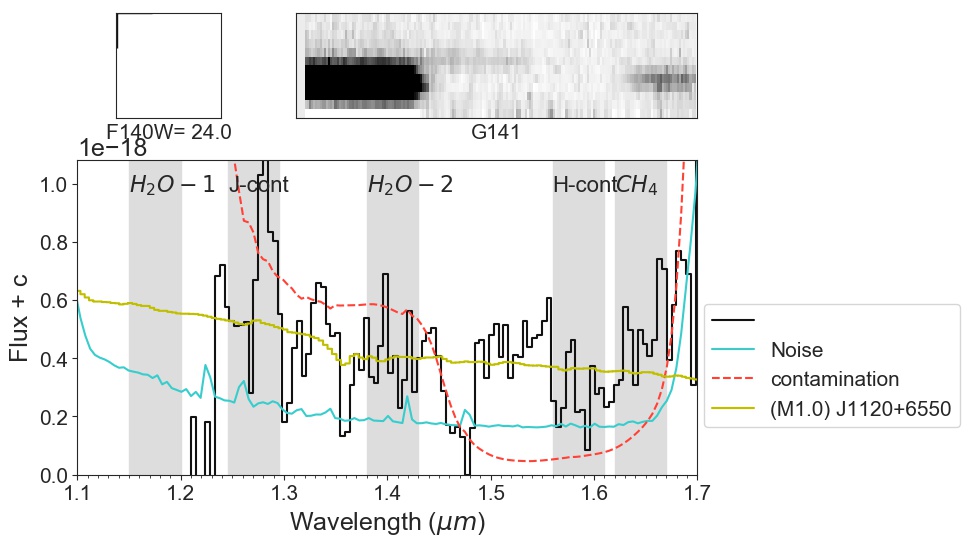 F140W= 24.0
G141
1e−18
H₂O − 1 J-cont H₂O − 2 H-cont CH₄
1.0
0.8
0.6
0.4
0.2
0.0
Flux + c
1.1 1.2 1.3 1.4 1.5 1.6 1.7
Wavelength (μm)
Noise
contamination
(M1.0) J1120+6550